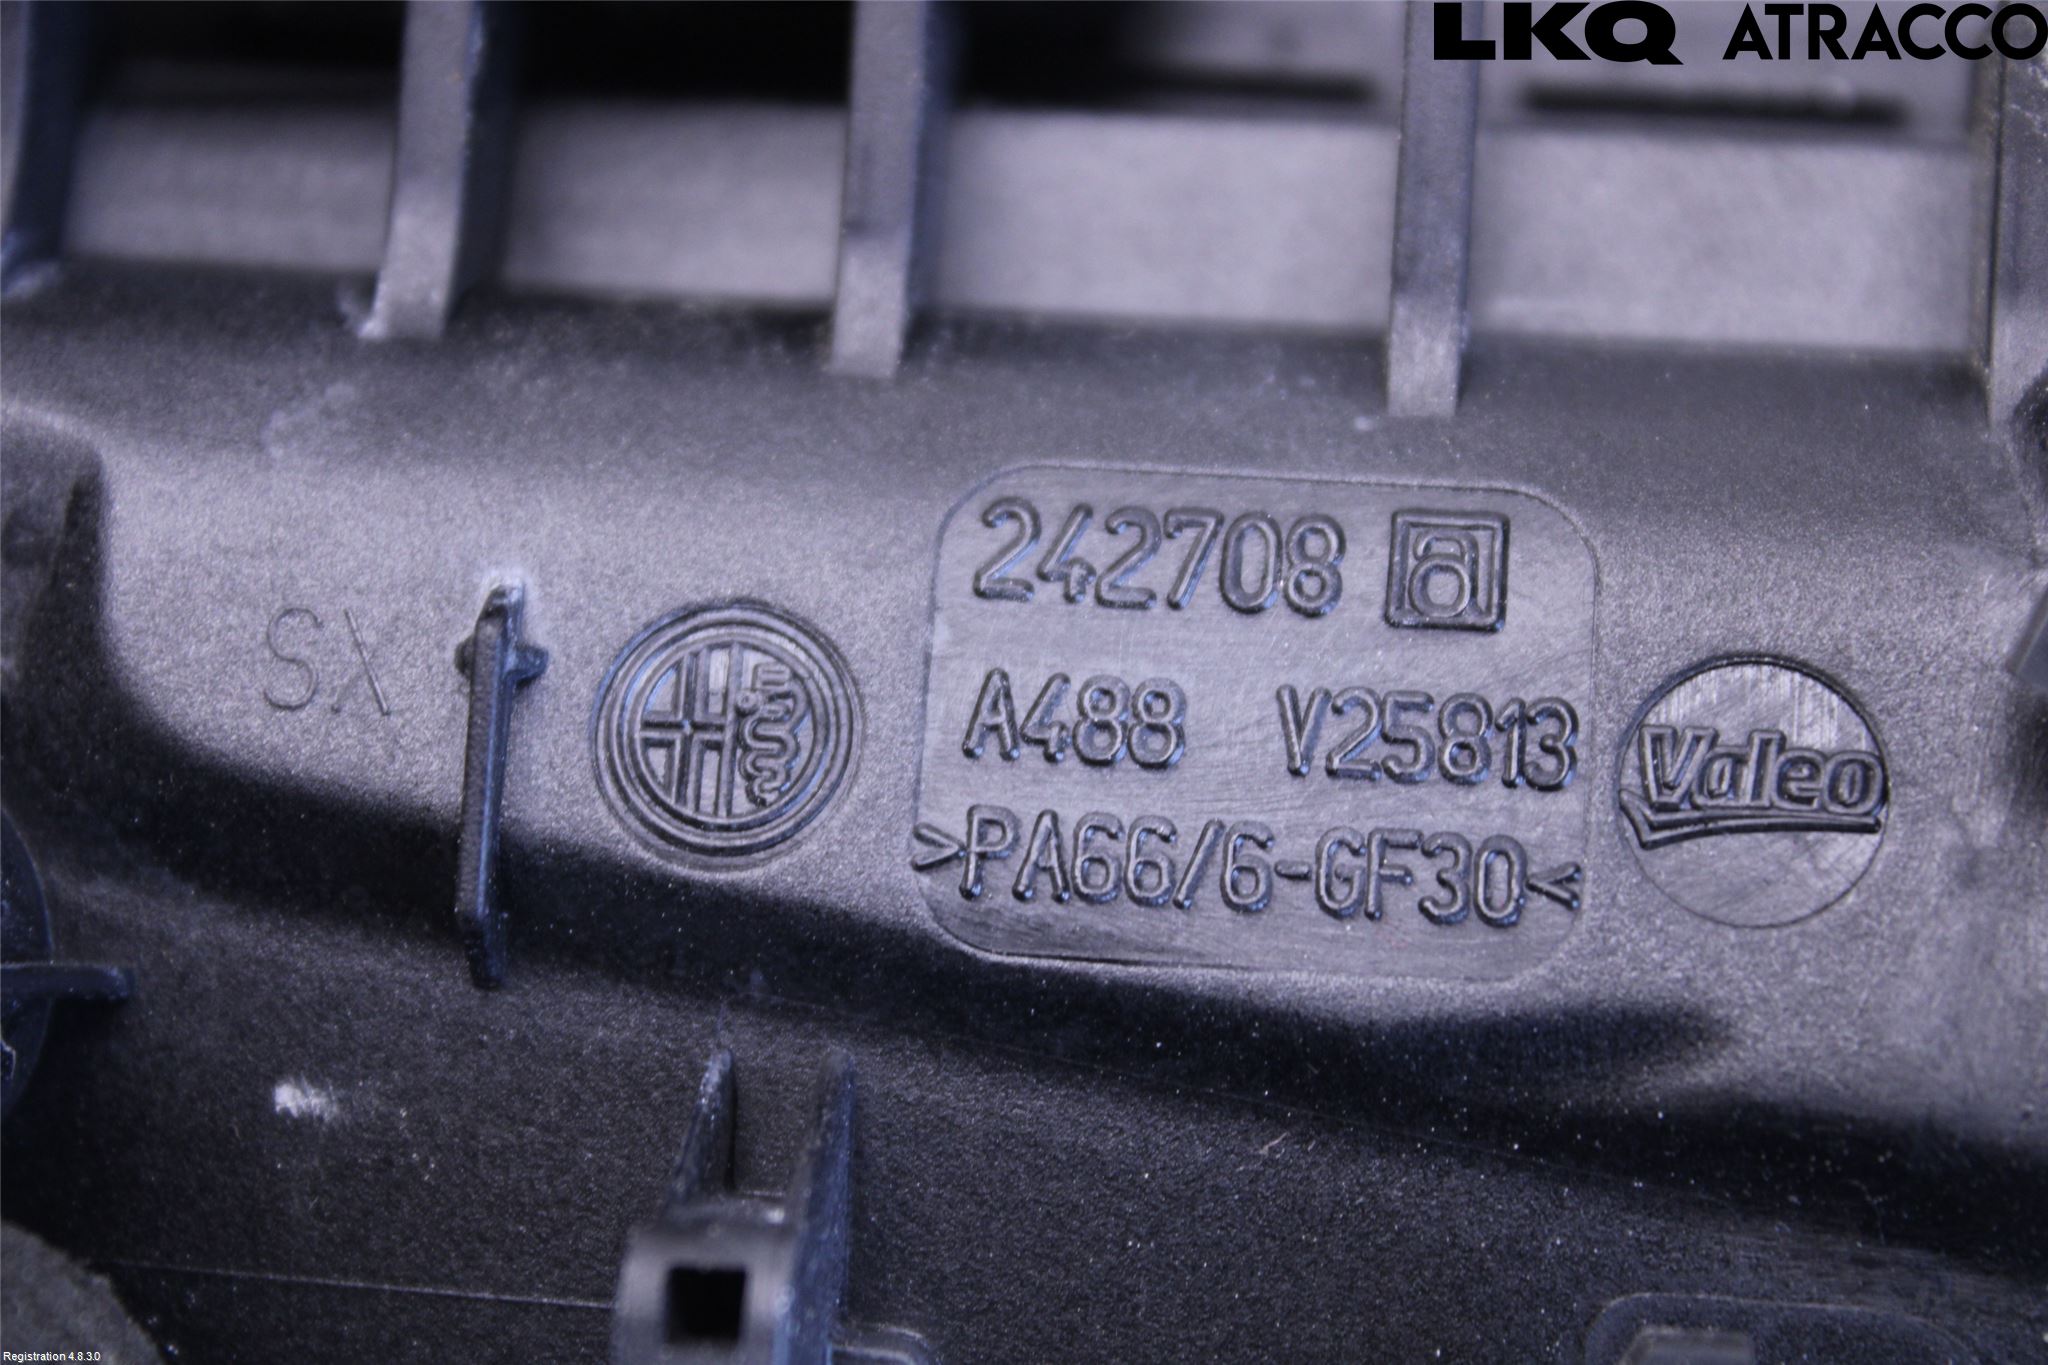 LKQ ATRACCO
242708 a
SX
A488 V25813
Valeo
>PA66/6-GF30<
Registration 4.8.3.0